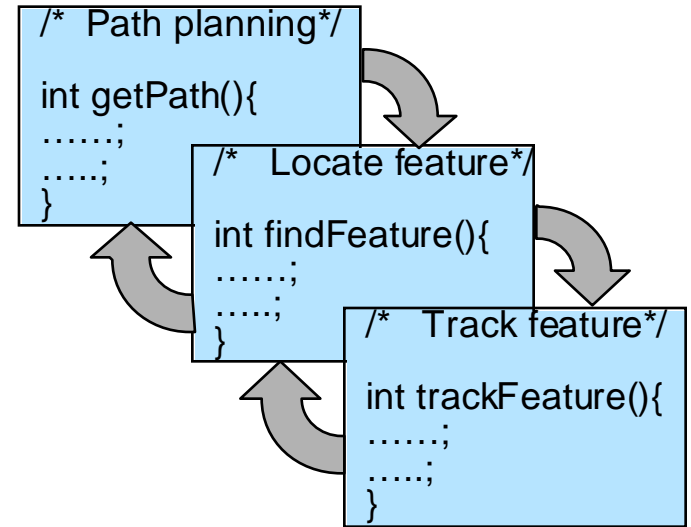 /* Path planning*/
int getPath(){
……;
…..;
}
/* Locate feature*/
int findFeature(){
……;
…..;
}
/* Track feature*/
int trackFeature(){
……;
…..;
}